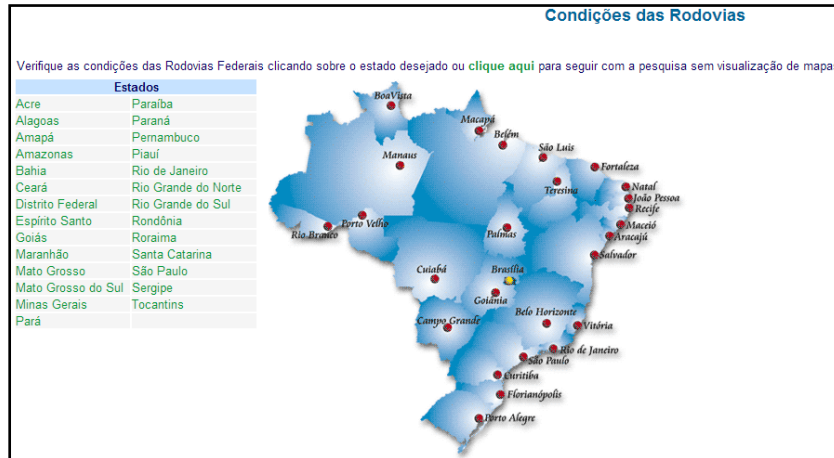 Condições das Rodovias
Verifique as condições das Rodovias Federais clicando sobre o estado desejado ou clique aqui para seguir com a pesquisa sem visualização de mapas
Estados
Acre Paraíba
Alagoas Paraná
Amapá Pernambuco
Amazonas Piauí
Bahia Rio de Janeiro
Ceará Rio Grande do Norte
Distrito Federal Rio Grande do Sul
Espírito Santo Rondônia
Goiás Roraima
Maranhão Santa Catarina
Mato Grosso São Paulo
Mato Grosso do Sul Sergipe
Minas Gerais Tocantins
Pará
BoaVista
Macapá
Belém
São Luis
Manaus
Fortaleza
Teresina
Natal
João Pessoa
Recife
Porto Velho
Rio Branco
Maceió
Palmas
Aracajú
Salvador
Cuiabá
Brasília
Goiânia
Belo Horizonte
Campo Grande
Vitória
Rio de Janeiro
São Paulo
Curitiba
Florianópolis
Porto Alegre